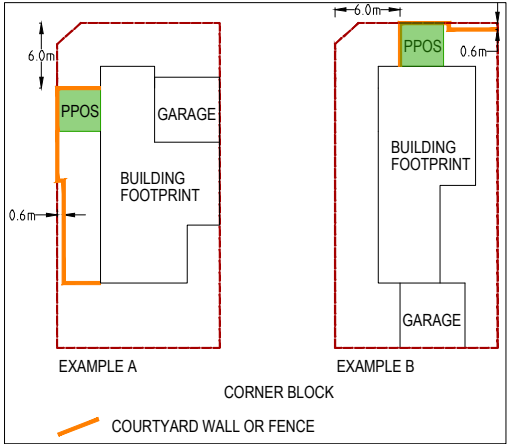 6.0m
PPOS
GARAGE
BUILDING
FOOTPRINT
0.6m
EXAMPLE A
6.0m
PPOS
0.6m
BUILDING
FOOTPRINT
GARAGE
EXAMPLE B
CORNER BLOCK
COURTYARD WALL OR FENCE